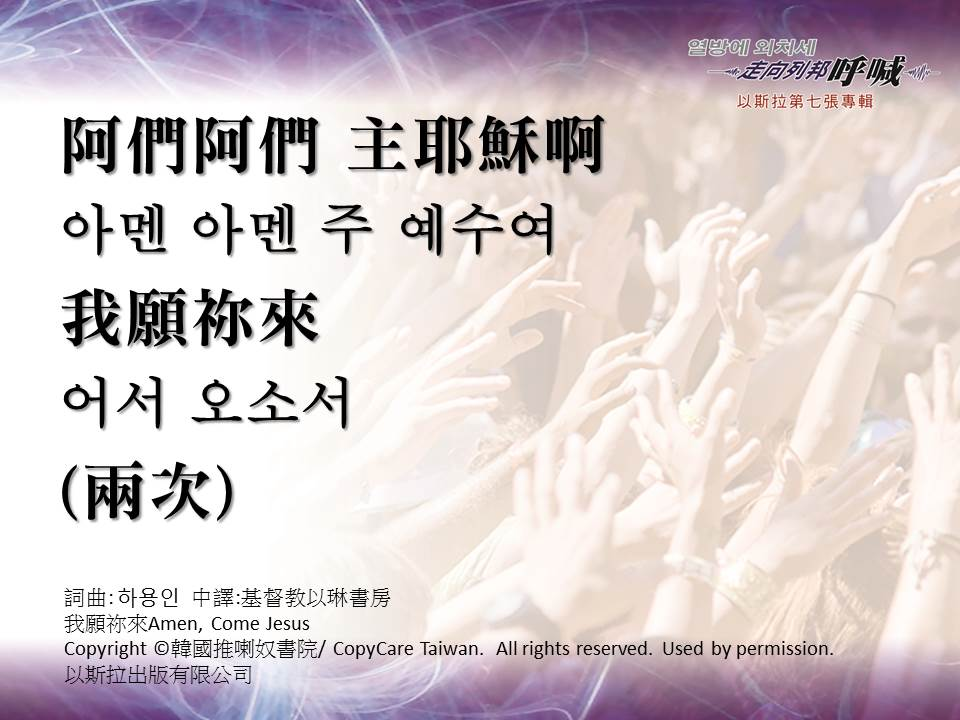 열방에 외치세
走向列邦呼喊
以斯拉第七張專輯
阿們阿們 主耶穌啊
아멘 아멘 주 예수여
我願祢來
어서 오소서
(兩次)
詞曲:하용인 中譯:基督教以琳書房
我願祢來Amen, Come Jesus
Copyright ©韓國推喇奴書院/ CopyCare Taiwan. All rights reserved. Used by permission.
以斯拉出版有限公司